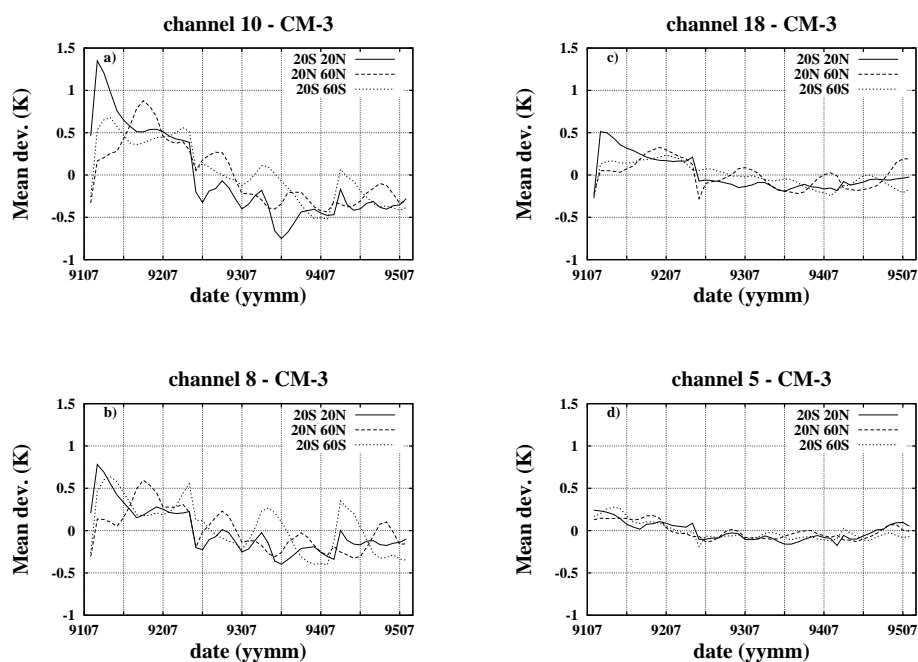 channel 10 - CM-3
a)
20S 20N
20N 60N
20S 60S
Mean dev. (K)
1.5
1
0.5
0
-0.5
-1
9107 9207 9307 9407 9507
date (yymm)
channel 18 - CM-3
c)
20S 20N
20N 60N
20S 60S
Mean dev. (K)
1.5
1
0.5
0
-0.5
-1
9107 9207 9307 9407 9507
date (yymm)
channel 8 - CM-3
b)
20S 20N
20N 60N
20S 60S
Mean dev. (K)
1.5
1
0.5
0
-0.5
-1
9107 9207 9307 9407 9507
date (yymm)
channel 5 - CM-3
d)
20S 20N
20N 60N
20S 60S
Mean dev. (K)
1.5
1
0.5
0
-0.5
-1
9107 9207 9307 9407 9507
date (yymm)